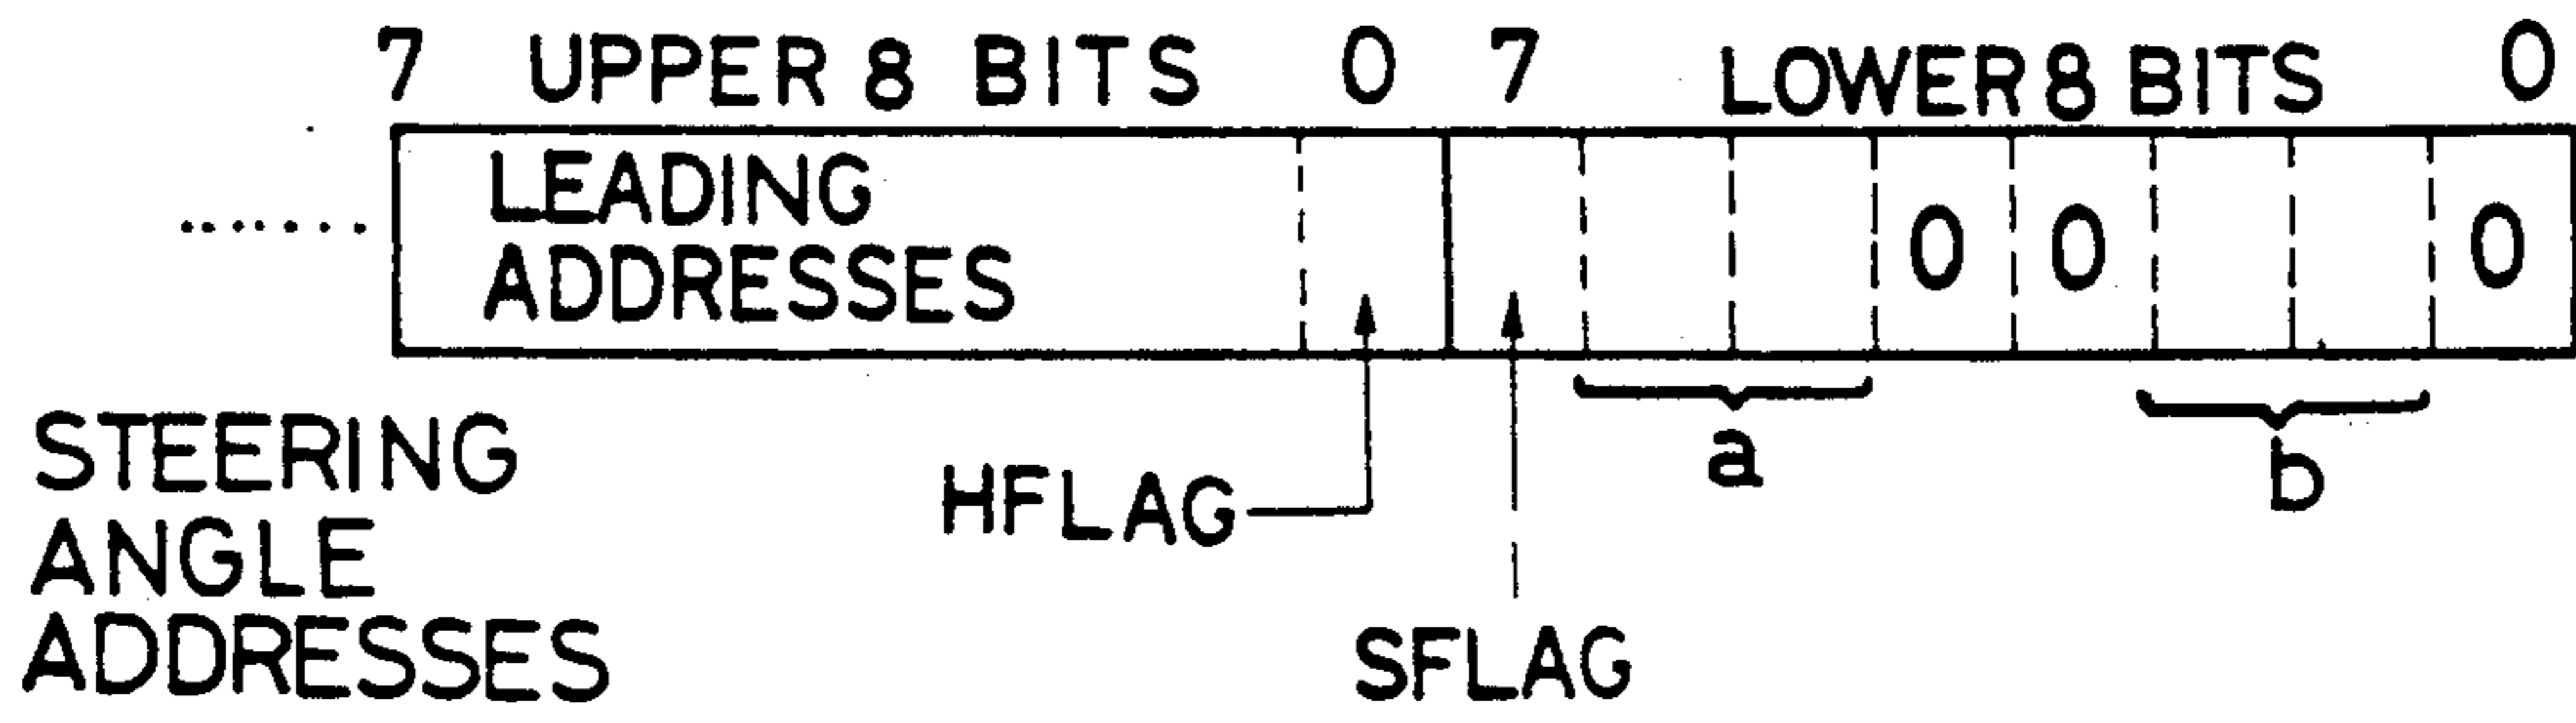 7 UPPER 8 BITS 0 7 LOWER 8 BITS 0
LEADING
ADDRESSES
0 0 0
STEERING
ANGLE
ADDRESSES
HFLAG
SFLAG
a
b